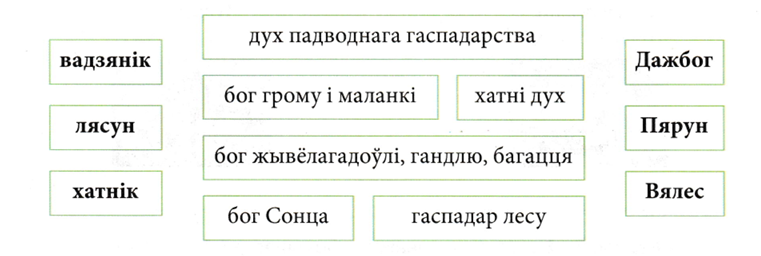 вадзянік
лясун
хатнік
дух падводнага гаспадарства
бог грому і маланкі
хатні дух
бог жывёлагадоўлі, гандлю, багацця
бог Сонца
гаспадар лесу
Дажбог
Пярун
Вялес